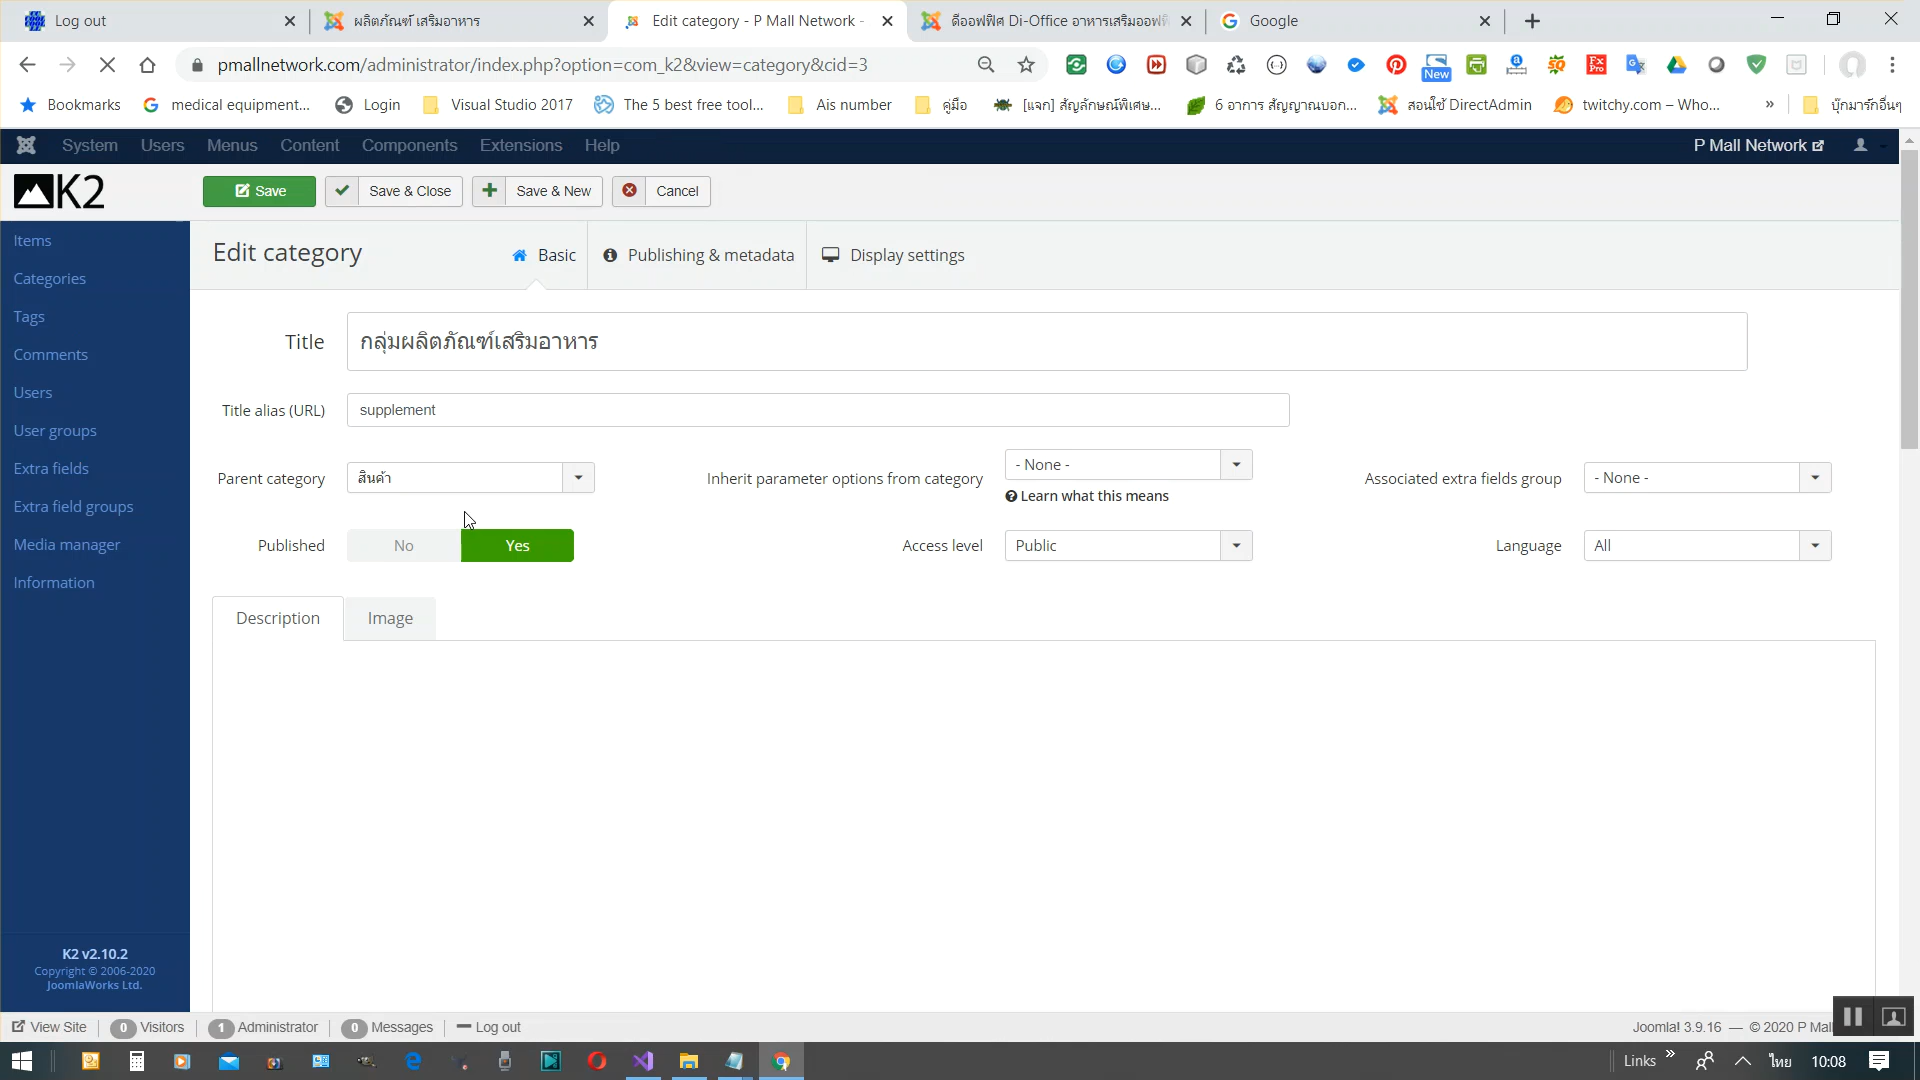 Log out
ผลิตภัณฑ์ เสริมอาหาร
Edit category - P Mall Network -
ดีออฟฟิศ Di-Office อาหารเสริมออฟฟิ
Google
pmallnetwork.com/administrator/index.php?option=com_k2&view=category&cid=3
New
Bookmarks
medical equipment...
Login
Visual Studio 2017
The 5 best free tool...
Ais number
คู่มือ
[แจก] สัญลักษณ์พิเศษ...
6 อาการ สัญญาณบอก...
สอนใช้ DirectAdmin
twitchy.com – Who...
»
บุ๊กมาร์กอื่นๆ
System
Users
Menus
Content
Components
Extensions
Help
P Mall Network
K2
Save
Save & Close
Save & New
Cancel
Items
Categories
Tags
Comments
Users
User groups
Extra fields
Extra field groups
Media manager
Information
Edit category
Basic
Publishing & metadata
Display settings
Title
กลุ่มผลิตภัณฑ์เสริมอาหาร
Title alias (URL)
supplement
Parent category
สินค้า
Inherit parameter options from category
- None -
Learn what this means
Associated extra fields group
- None -
Published
No
Yes
Access level
Public
Language
All
Description
Image
K2 v2.10.2
Copyright © 2006-2020
JoomlaWorks Ltd.
View Site
0 Visitors
1 Administrator
0 Messages
Log out
Joomla! 3.9.16 — © 2020 P Mal
Links »
ไทย
10:08